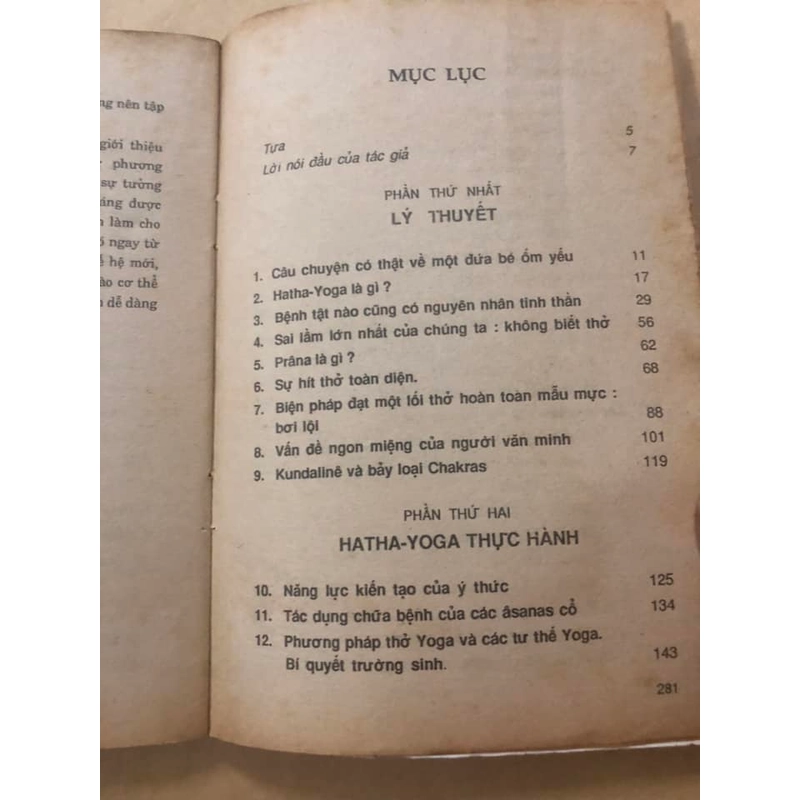 ng nên tập
giới thiệu
phương
sự tưởng
áng được
làm cho
ngay từ
hệ mới,
ào cơ thể
dễ dàng
MỤC LỤC
Tựa 5
Lời nói đầu của tác giả 7
PHẦN THỨ NHẤT
LÝ THUYẾT
1. Câu chuyện có thật về một đứa bé ốm yếu 11
2. Hatha-Yoga là gì ? 17
3. Bệnh tật nào cũng có nguyên nhân tinh thần 29
4. Sai lầm lớn nhất của chúng ta : không biết thở 56
5. Prâna là gì ? 62
6. Sự hít thở toàn diện. 68
7. Biện pháp đạt một lối thở hoàn toàn mẫu mực :
bơi lội 88
8. Vấn đề ngon miệng của người văn minh 101
9. Kundalinê và bảy loại Chakras 119
PHẦN THỨ HAI
HATHA-YOGA THỰC HÀNH
10. Năng lực kiến tạo của ý thức 125
11. Tác dụng chữa bệnh của các âsanas cổ 134
12. Phương pháp thở Yoga và các tư thế Yoga.
Bí quyết trường sinh. 143
281